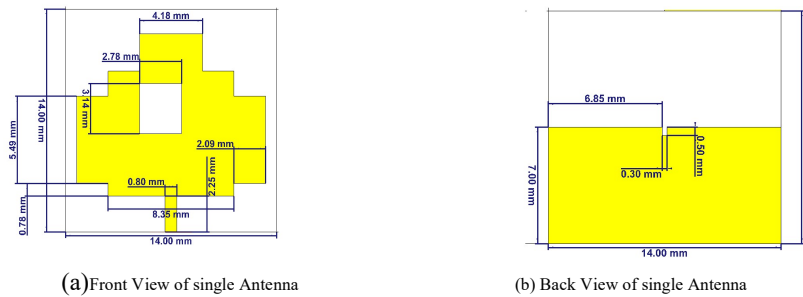 4.18 mm
2.78 mm
3.14 mm
14.00 mm
5.49 mm
2.09 mm
0.80 mm
2.25 mm
0.78 mm
8.35 mm
14.00 mm
6.85 mm
0.50 mm
0.30 mm
7.00 mm
14.00 mm
(a)Front View of single Antenna
(b) Back View of single Antenna